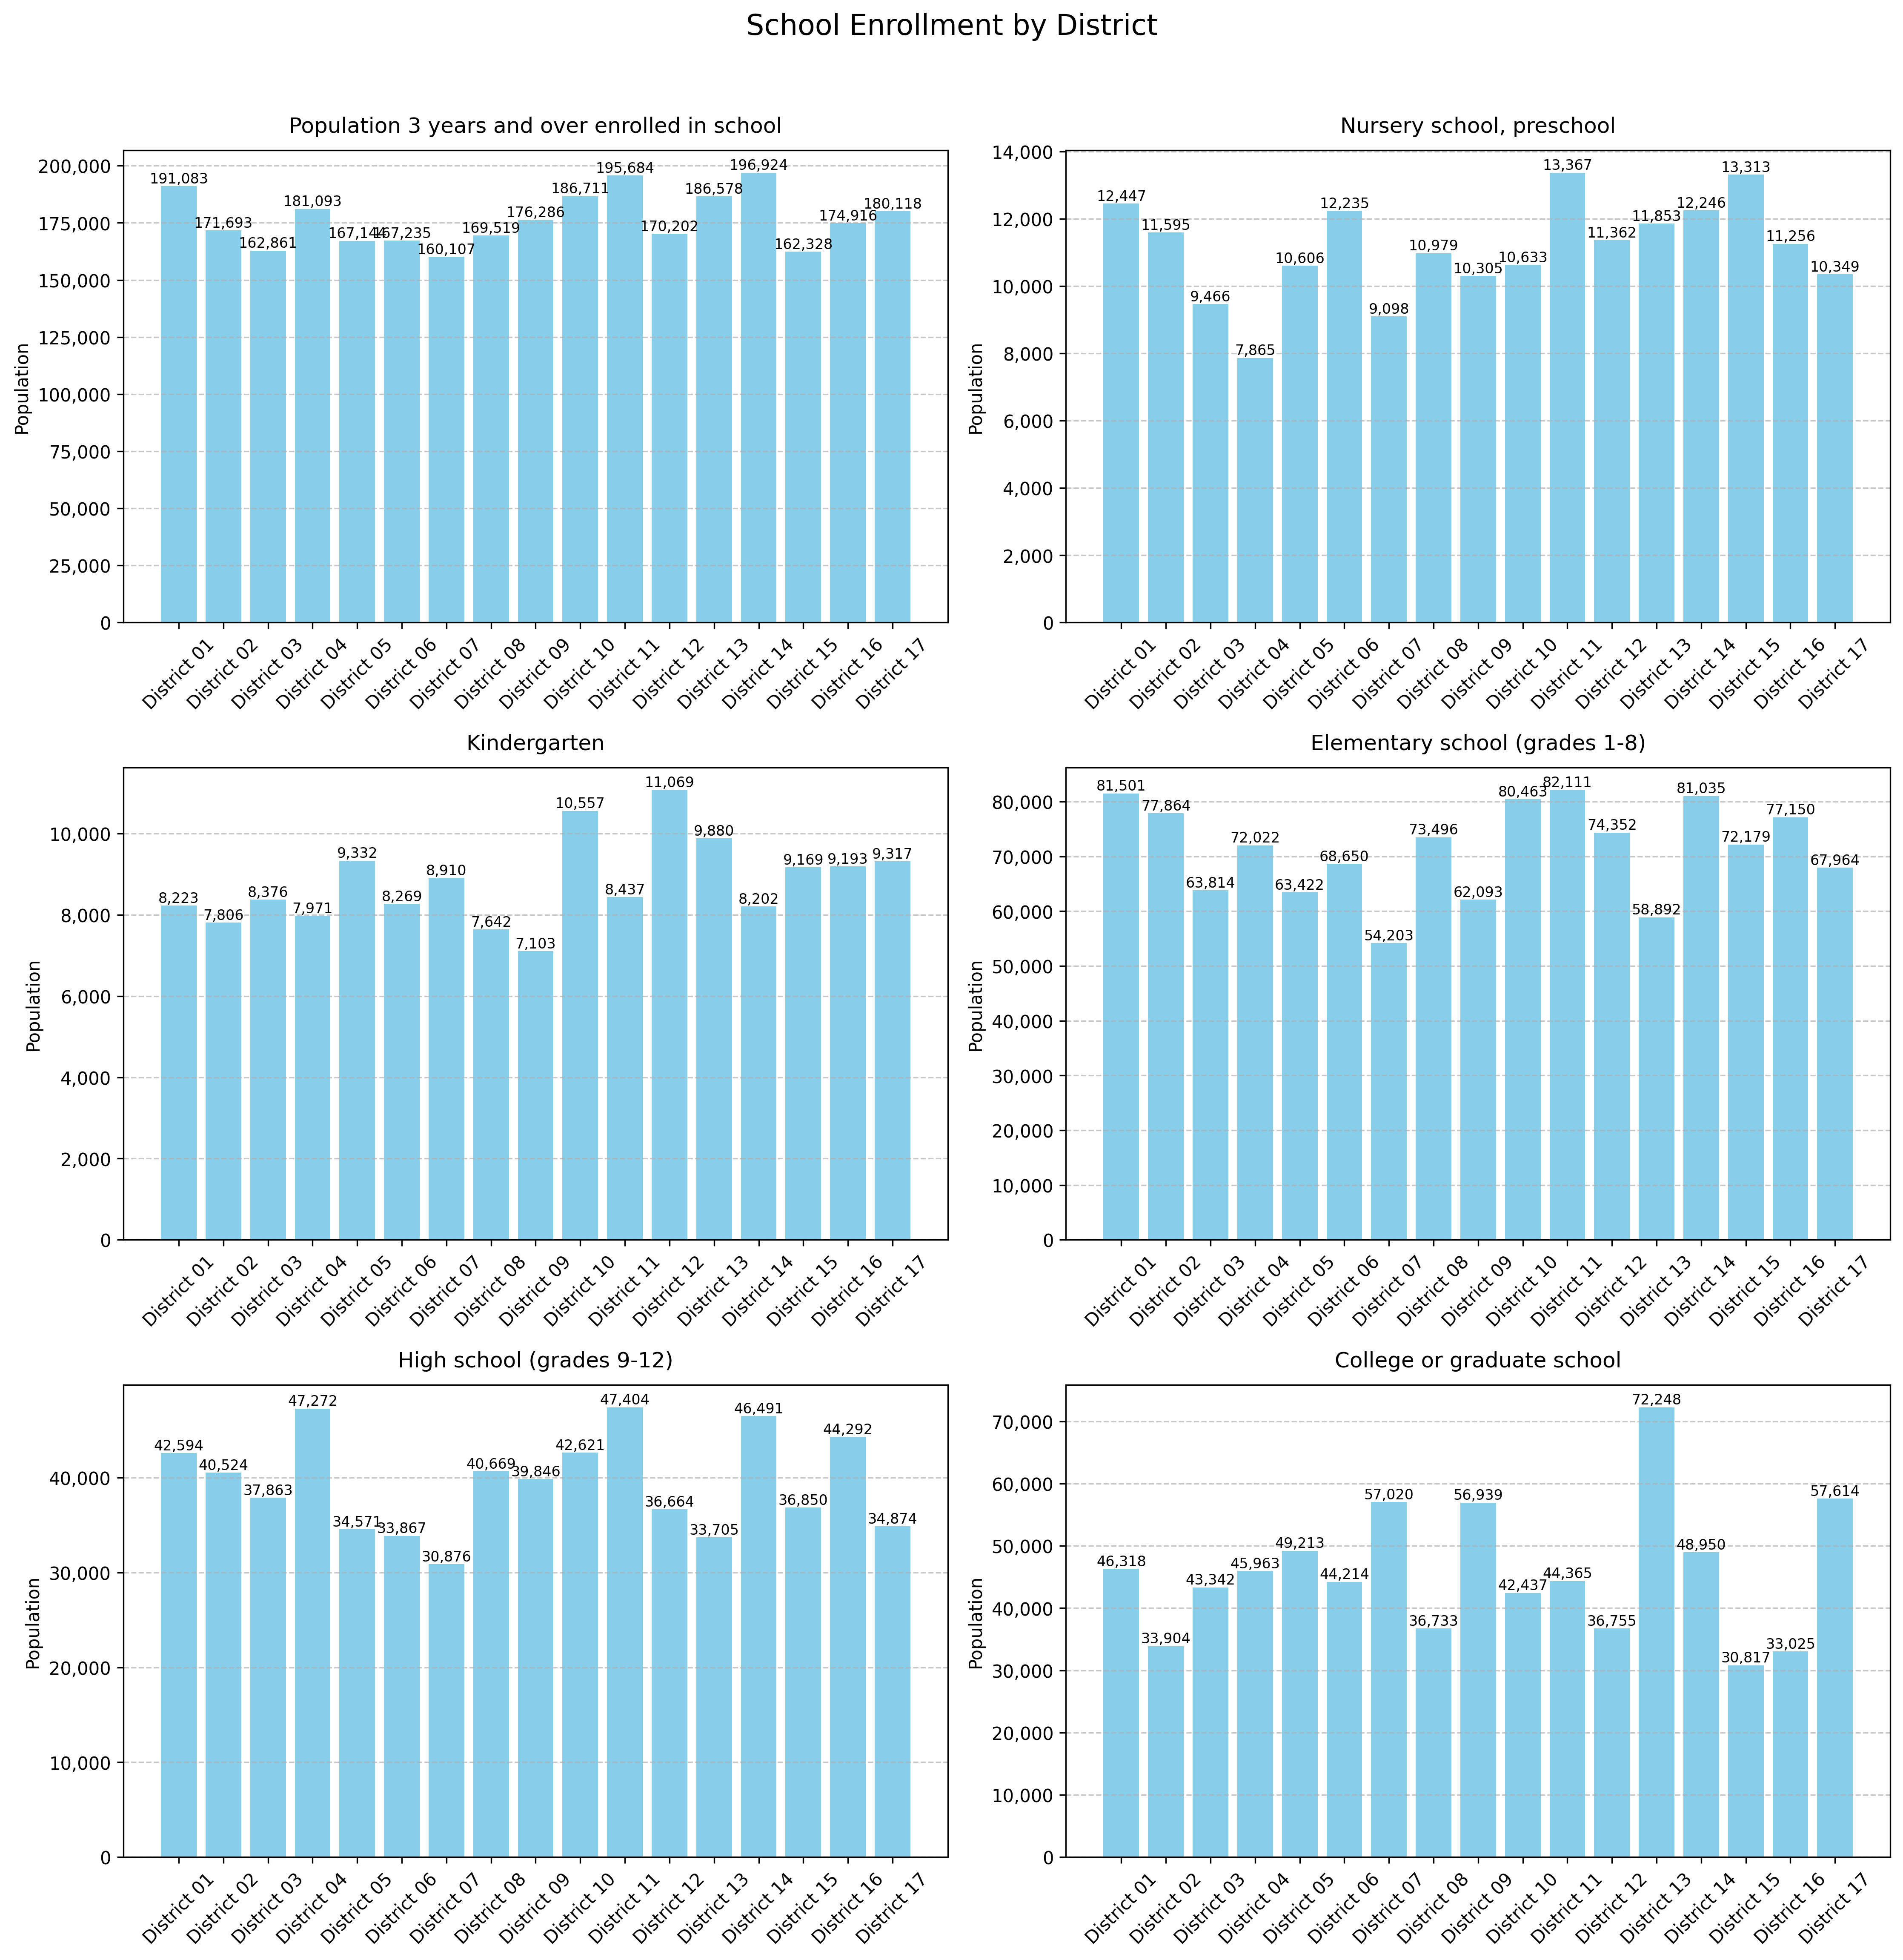 School Enrollment by District
Population 3 years and over enrolled in school
Population
200,000
175,000
150,000
125,000
100,000
75,000
50,000
25,000
0
191,083
171,693
162,861
181,093
167,144
167,235
160,107
169,519
176,286
186,711
195,684
170,202
186,578
196,924
162,328
174,916
180,118
District 01
District 02
District 03
District 04
District 05
District 06
District 07
District 08
District 09
District 10
District 11
District 12
District 13
District 14
District 15
District 16
District 17
Nursery school, preschool
Population
14,000
12,000
10,000
8,000
6,000
4,000
2,000
0
12,447
11,595
9,466
7,865
10,606
12,235
9,098
10,979
10,305
10,633
13,367
11,362
11,853
12,246
13,313
11,256
10,349
District 01
District 02
District 03
District 04
District 05
District 06
District 07
District 08
District 09
District 10
District 11
District 12
District 13
District 14
District 15
District 16
District 17
Kindergarten
Population
10,000
8,000
6,000
4,000
2,000
0
8,223
7,806
8,376
7,971
9,332
8,269
8,910
7,642
7,103
10,557
8,437
11,069
9,880
8,202
9,169
9,193
9,317
District 01
District 02
District 03
District 04
District 05
District 06
District 07
District 08
District 09
District 10
District 11
District 12
District 13
District 14
District 15
District 16
District 17
Elementary school (grades 1-8)
Population
80,000
70,000
60,000
50,000
40,000
30,000
20,000
10,000
0
81,501
77,864
63,814
72,022
63,422
68,650
54,203
73,496
62,093
80,463
82,111
74,352
58,892
81,035
72,179
77,150
67,964
District 01
District 02
District 03
District 04
District 05
District 06
District 07
District 08
District 09
District 10
District 11
District 12
District 13
District 14
District 15
District 16
District 17
High school (grades 9-12)
Population
40,000
30,000
20,000
10,000
0
42,594
40,524
37,863
47,272
34,571
33,867
30,876
40,669
39,846
42,621
47,404
36,664
33,705
46,491
36,850
44,292
34,874
District 01
District 02
District 03
District 04
District 05
District 06
District 07
District 08
District 09
District 10
District 11
District 12
District 13
District 14
District 15
District 16
District 17
College or graduate school
Population
70,000
60,000
50,000
40,000
30,000
20,000
10,000
0
46,318
33,904
43,342
45,963
49,213
44,214
57,020
36,733
56,939
42,437
44,365
36,755
72,248
48,950
30,817
33,025
57,614
District 01
District 02
District 03
District 04
District 05
District 06
District 07
District 08
District 09
District 10
District 11
District 12
District 13
District 14
District 15
District 16
District 17